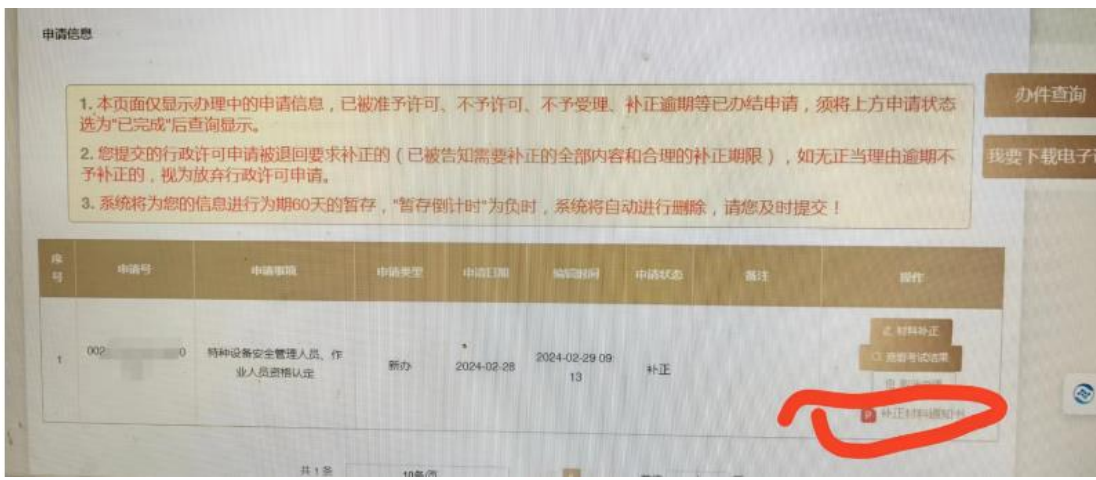 申请信息
1. 本页面仅显示办理中的申请信息，已被准予许可、不予许可、不予受理、补正逾期等已办结申请，须将上方申请状态
选为"已完成"后查询显示。
2. 您提交的行政许可申请被退回要求补正的（已被告知需要补正的全部内容和合理的补正期限），如无正当理由逾期不
予补正的，视为放弃行政许可申请。
3. 系统将为您的信息进行为期60天的暂存，"暂存倒计时"为负时，系统将自动进行删除，请您及时提交！
办件查询
我要下载电子
序号 申请号 申请事项 申请类型 申请日期 编辑时间 申请状态 备注 操作
1 002 0 特种设备安全管理人员、作
业人员资格认定 新办 2024-02-28 2024-02-29 09:
13 补正
材料补正
查看考试结果
补正材料通知书
共 1 条 10条/页 1